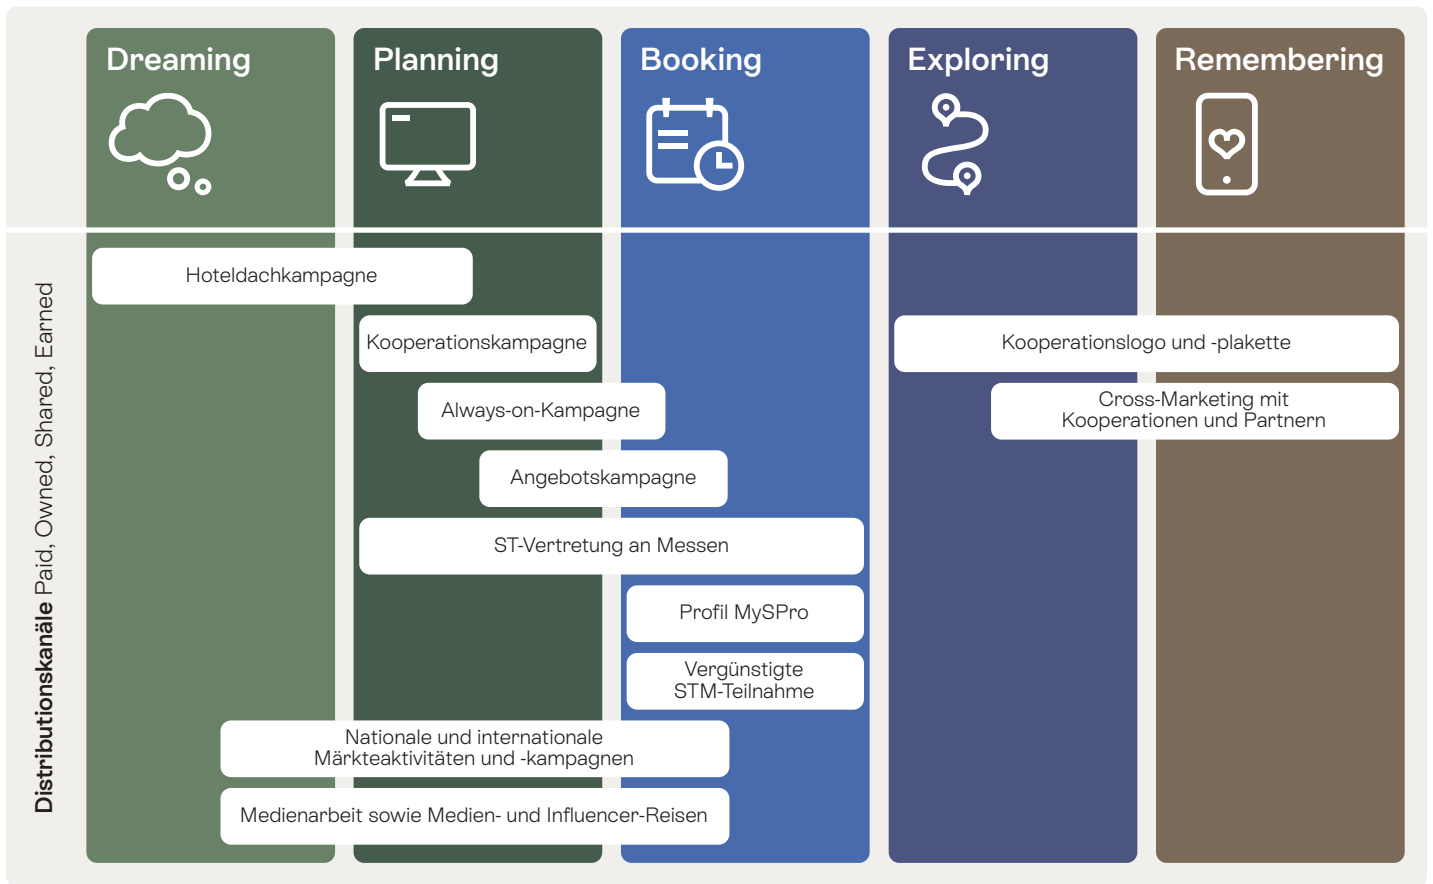 Dreaming
Planning
Booking
Exploring
Remembering
Distributionskanäle Paid, Owned, Shared, Earned
Hoteldachkampagne
Kooperationskampagne
Kooperationslogo und -plakette
Always-on-Kampagne
Cross-Marketing mit
Kooperationen und Partnern
Angebotskampagne
ST-Vertretung an Messen
Profil MySPro
Vergünstigte
STM-Teilnahme
Nationale und internationale
Märkteaktivitäten und -kampagnen
Medienarbeit sowie Medien- und Influencer-Reisen